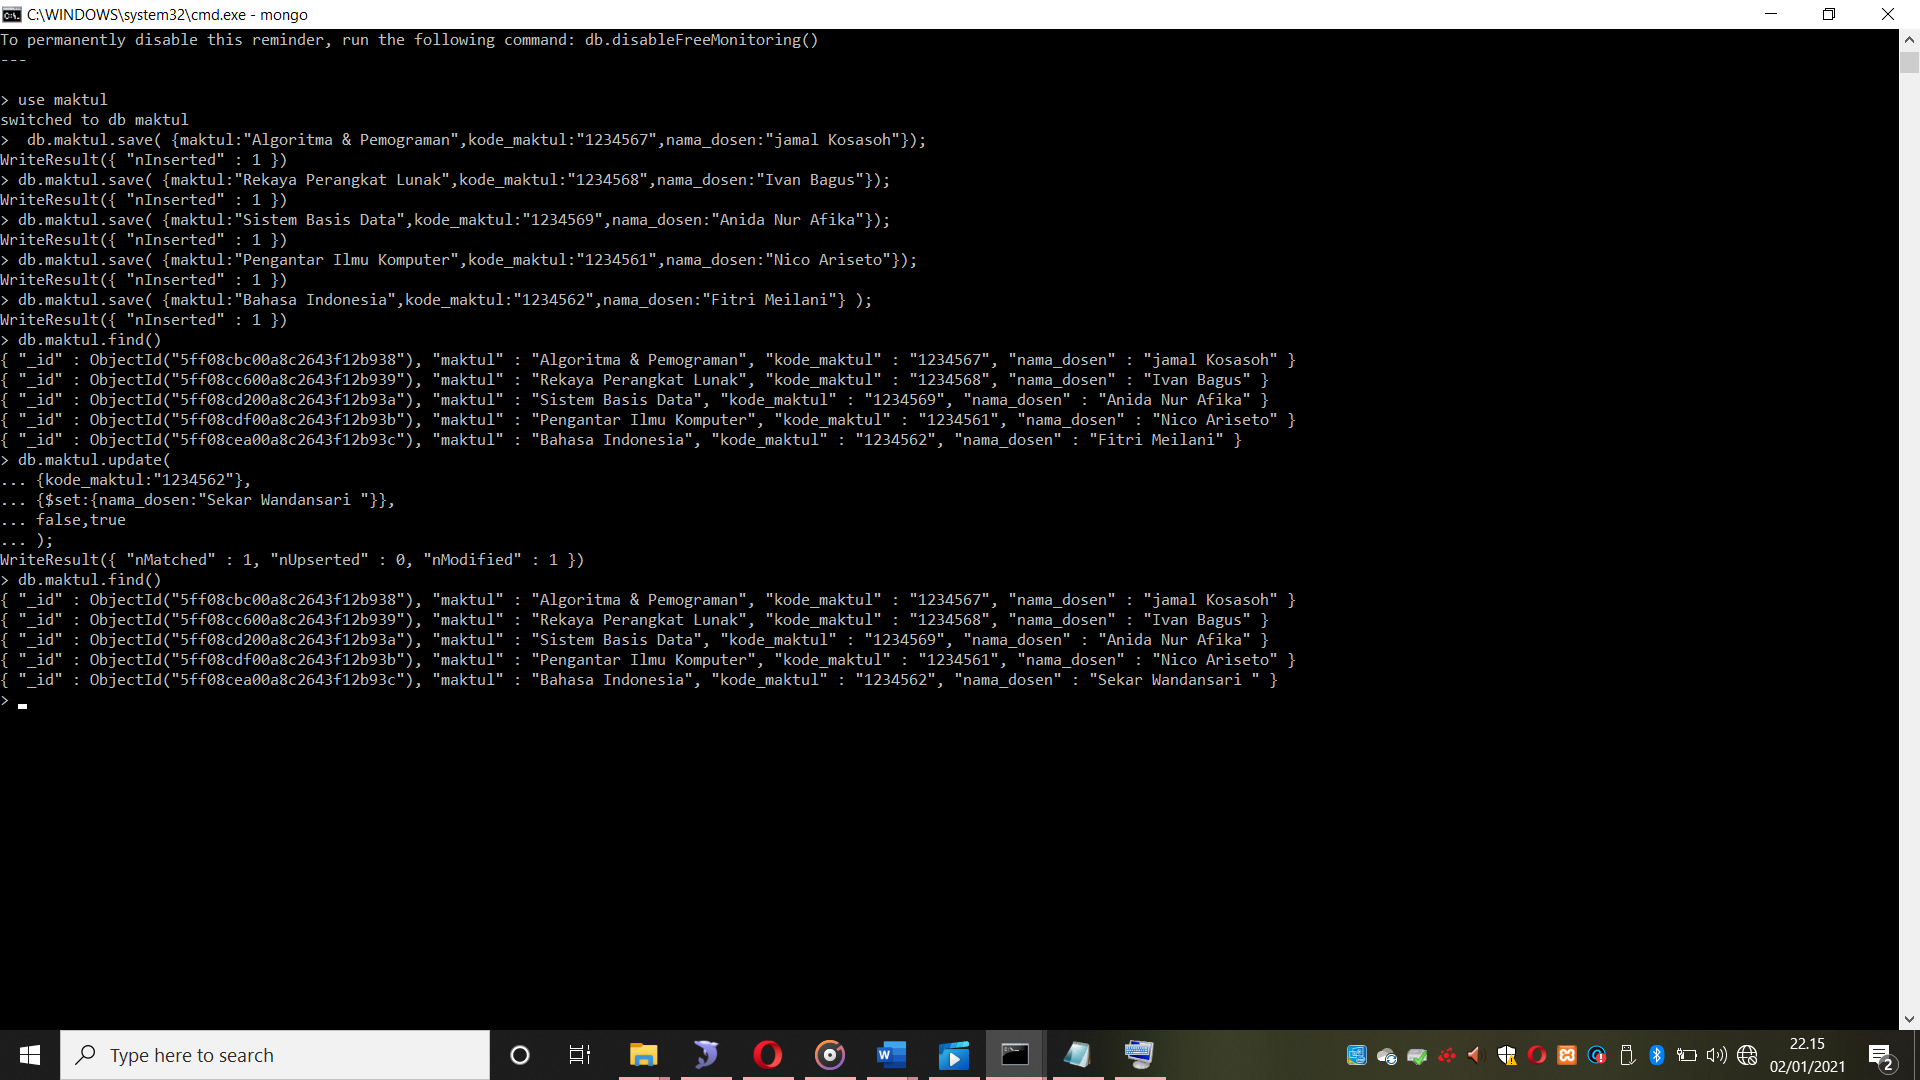 C:\WINDOWS\system32\cmd.exe - mongo
To permanently disable this reminder, run the following command: db.disableFreeMonitoring()
---
> use maktul
switched to db maktul
>  db.maktul.save( {maktul:"Algoritma & Pemograman",kode_maktul:"1234567",nama_dosen:"jamal Kosasoh"});
WriteResult({ "nInserted" : 1 })
> db.maktul.save( {maktul:"Rekaya Perangkat Lunak",kode_maktul:"1234568",nama_dosen:"Ivan Bagus"});
WriteResult({ "nInserted" : 1 })
> db.maktul.save( {maktul:"Sistem Basis Data",kode_maktul:"1234569",nama_dosen:"Anida Nur Afika"});
WriteResult({ "nInserted" : 1 })
> db.maktul.save( {maktul:"Pengantar Ilmu Komputer",kode_maktul:"1234561",nama_dosen:"Nico Ariseto"});
WriteResult({ "nInserted" : 1 })
> db.maktul.save( {maktul:"Bahasa Indonesia",kode_maktul:"1234562",nama_dosen:"Fitri Meilani"} );
WriteResult({ "nInserted" : 1 })
> db.maktul.find()
{ "_id" : ObjectId("5ff08cbc00a8c2643f12b938"), "maktul" : "Algoritma & Pemograman", "kode_maktul" : "1234567", "nama_dosen" : "jamal Kosasoh" }
{ "_id" : ObjectId("5ff08cc600a8c2643f12b939"), "maktul" : "Rekaya Perangkat Lunak", "kode_maktul" : "1234568", "nama_dosen" : "Ivan Bagus" }
{ "_id" : ObjectId("5ff08cd200a8c2643f12b93a"), "maktul" : "Sistem Basis Data", "kode_maktul" : "1234569", "nama_dosen" : "Anida Nur Afika" }
{ "_id" : ObjectId("5ff08cdf00a8c2643f12b93b"), "maktul" : "Pengantar Ilmu Komputer", "kode_maktul" : "1234561", "nama_dosen" : "Nico Ariseto" }
{ "_id" : ObjectId("5ff08cea00a8c2643f12b93c"), "maktul" : "Bahasa Indonesia", "kode_maktul" : "1234562", "nama_dosen" : "Fitri Meilani" }
> db.maktul.update(
... {kode_maktul:"1234562"},
... {$set:{nama_dosen:"Sekar Wandansari "}},
... false,true
... );
WriteResult({ "nMatched" : 1, "nUpserted" : 0, "nModified" : 1 })
> db.maktul.find()
{ "_id" : ObjectId("5ff08cbc00a8c2643f12b938"), "maktul" : "Algoritma & Pemograman", "kode_maktul" : "1234567", "nama_dosen" : "jamal Kosasoh" }
{ "_id" : ObjectId("5ff08cc600a8c2643f12b939"), "maktul" : "Rekaya Perangkat Lunak", "kode_maktul" : "1234568", "nama_dosen" : "Ivan Bagus" }
{ "_id" : ObjectId("5ff08cd200a8c2643f12b93a"), "maktul" : "Sistem Basis Data", "kode_maktul" : "1234569", "nama_dosen" : "Anida Nur Afika" }
{ "_id" : ObjectId("5ff08cdf00a8c2643f12b93b"), "maktul" : "Pengantar Ilmu Komputer", "kode_maktul" : "1234561", "nama_dosen" : "Nico Ariseto" }
{ "_id" : ObjectId("5ff08cea00a8c2643f12b93c"), "maktul" : "Bahasa Indonesia", "kode_maktul" : "1234562", "nama_dosen" : "Sekar Wandansari " }
>
Type here to search
22.15
02/01/2021
2